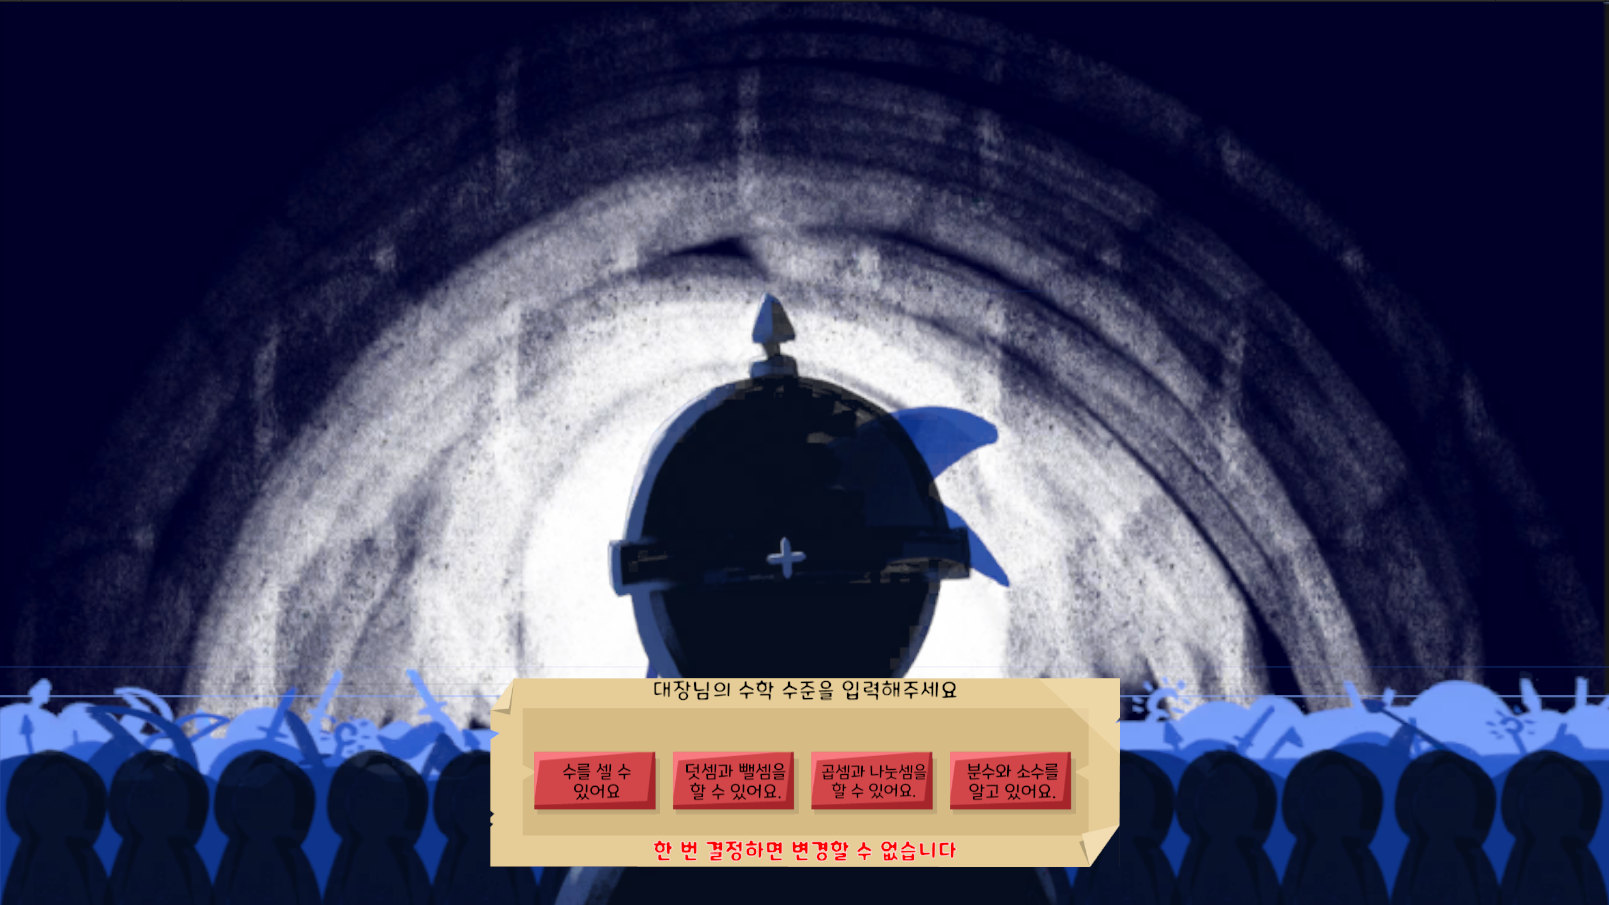 대장님의 수학 수준을 입력해주세요
수를 셀 수
있어요
덧셈과 뺄셈을
할 수 있어요.
곱셈과 나눗셈을
할 수 있어요.
분수와 소수를
알고 있어요.
한 번 결정하면 변경할 수 없습니다